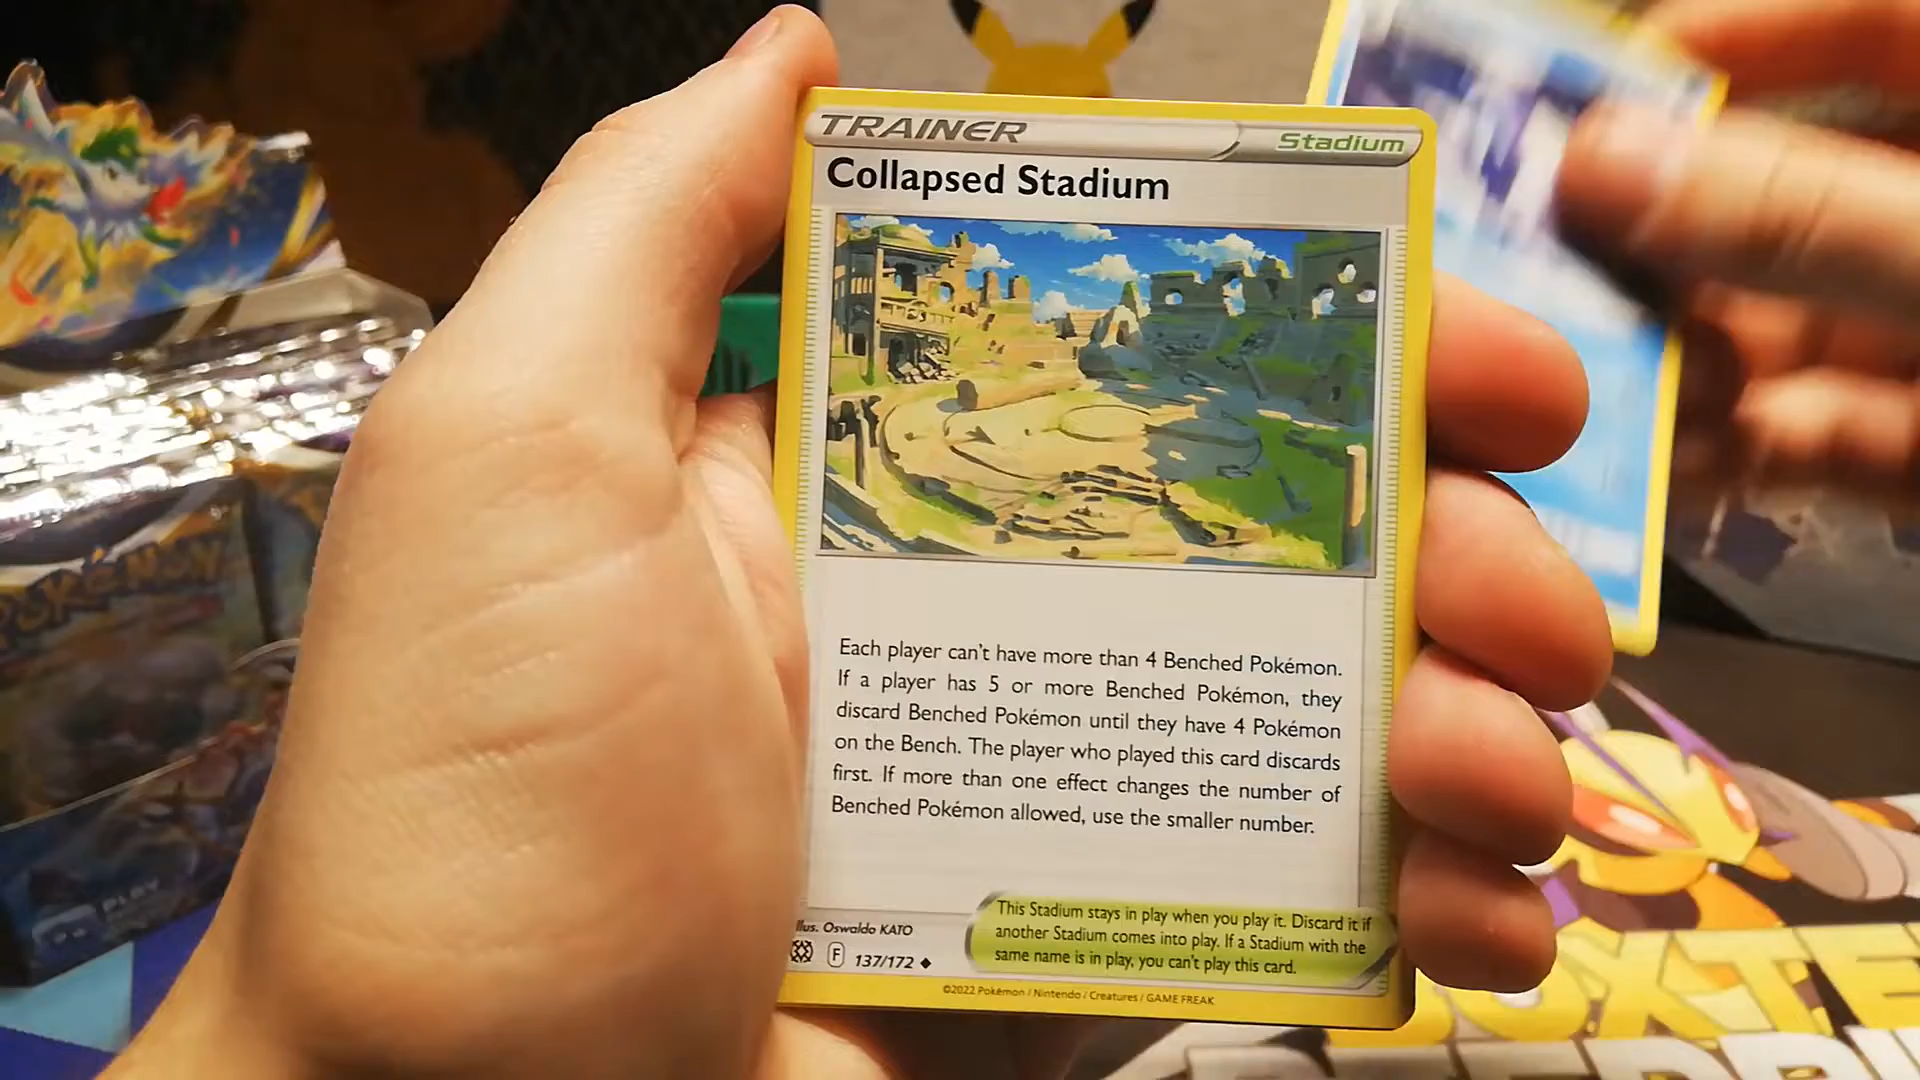 TRAINER
Stadium
Collapsed Stadium
Each player can't have more than 4 Benched Pokémon.
If a player has 5 or more Benched Pokémon, they
discard Benched Pokémon until they have 4 Pokémon
on the Bench. The player who played this card discards
first. If more than one effect changes the number of
Benched Pokémon allowed, use the smaller number.
This Stadium stays in play when you play it. Discard it if
another Stadium comes into play. If a Stadium with the
same name is in play, you can't play this card.
Illus. Oswaldo KATO
F 137/172
©2022 Pokémon / Nintendo / Creatures / GAME FREAK
POKÉMON
PLAY